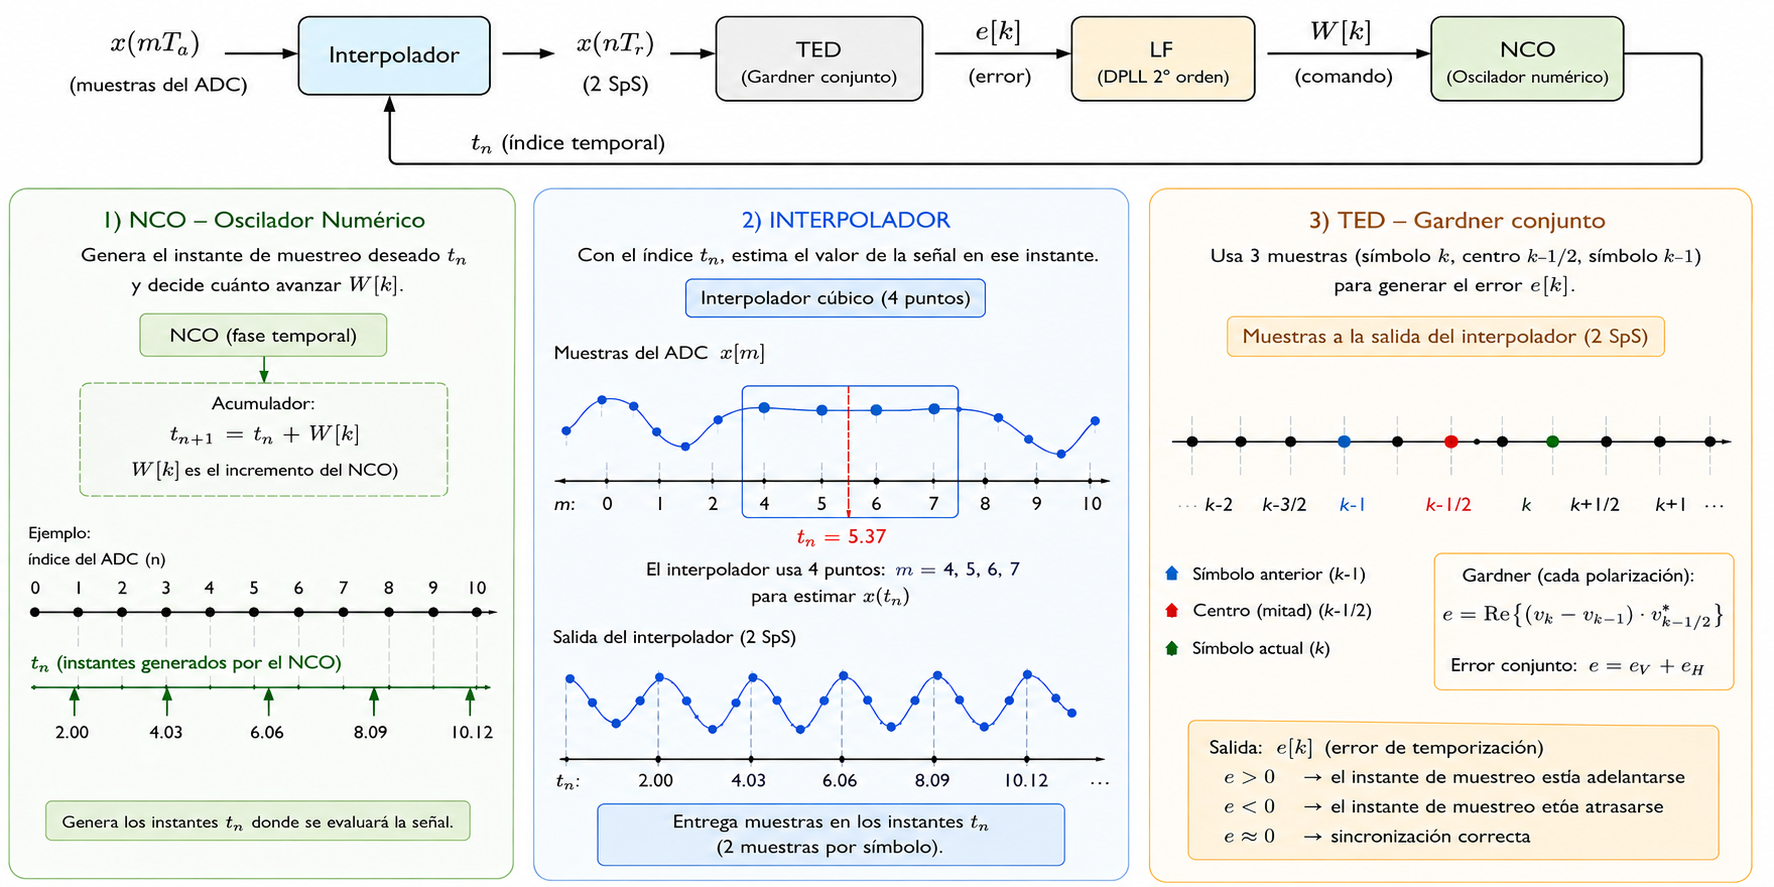 x(mTₐ)
(muestras del ADC)
Interpolador
x(nTᵣ)
(2 SpS)
TED
(Gardner conjunto)
e[k]
(error)
LF
(DPLL 2º orden)
W[k]
(comando)
NCO
(Oscilador numérico)
tₙ (índice temporal)
1) NCO – Oscilador Numérico
Genera el instante de muestreo deseado tₙ
y decide cuánto avanzar W[k].
NCO (fase temporal)
Acumulador:
tₙ₊₁ = tₙ + W[k]
W[k] es el incremento del NCO)
Ejemplo:
índice del ADC (n)
0 1 2 3 4 5 6 7 8 9 10
tₙ (instantes generados por el NCO)
2.00 4.03 6.06 8.09 10.12
Genera los instantes tₙ donde se evaluará la señal.
2) INTERPOLADOR
Con el índice tₙ, estima el valor de la señal en ese instante.
Interpolador cúbico (4 puntos)
Muestras del ADC x[m]
m: 0 1 2 4 5 6 7 8 9 10
tₙ = 5.37
El interpolador usa 4 puntos: m = 4, 5, 6, 7
para estimar x(tₙ)
Salida del interpolador (2 SpS)
tₙ: 2.00 4.03 6.06 8.09 10.12 ...
Entrega muestras en los instantes tₙ
(2 muestras por símbolo).
3) TED – Gardner conjunto
Usa 3 muestras (símbolo k, centro k–1/2, símbolo k–1)
para generar el error e[k].
Muestras a la salida del interpolador (2 SpS)
... k-2 k-3/2 k-1 k-1/2 k k+1/2 k+1 ...
Símbolo anterior (k-1)
Centro (mitad) (k-1/2)
Símbolo actual (k)
Gardner (cada polarización):
e = Re{(vₖ − vₖ₋₁) · v*ₖ₋₁/₂}
Error conjunto: e = e_V + e_H
Salida: e[k] (error de temporización)
e > 0 → el instante de muestreo estía adelantarse
e < 0 → el instante de muestreo etóe atrasarse
e ≈ 0 → sincronización correcta